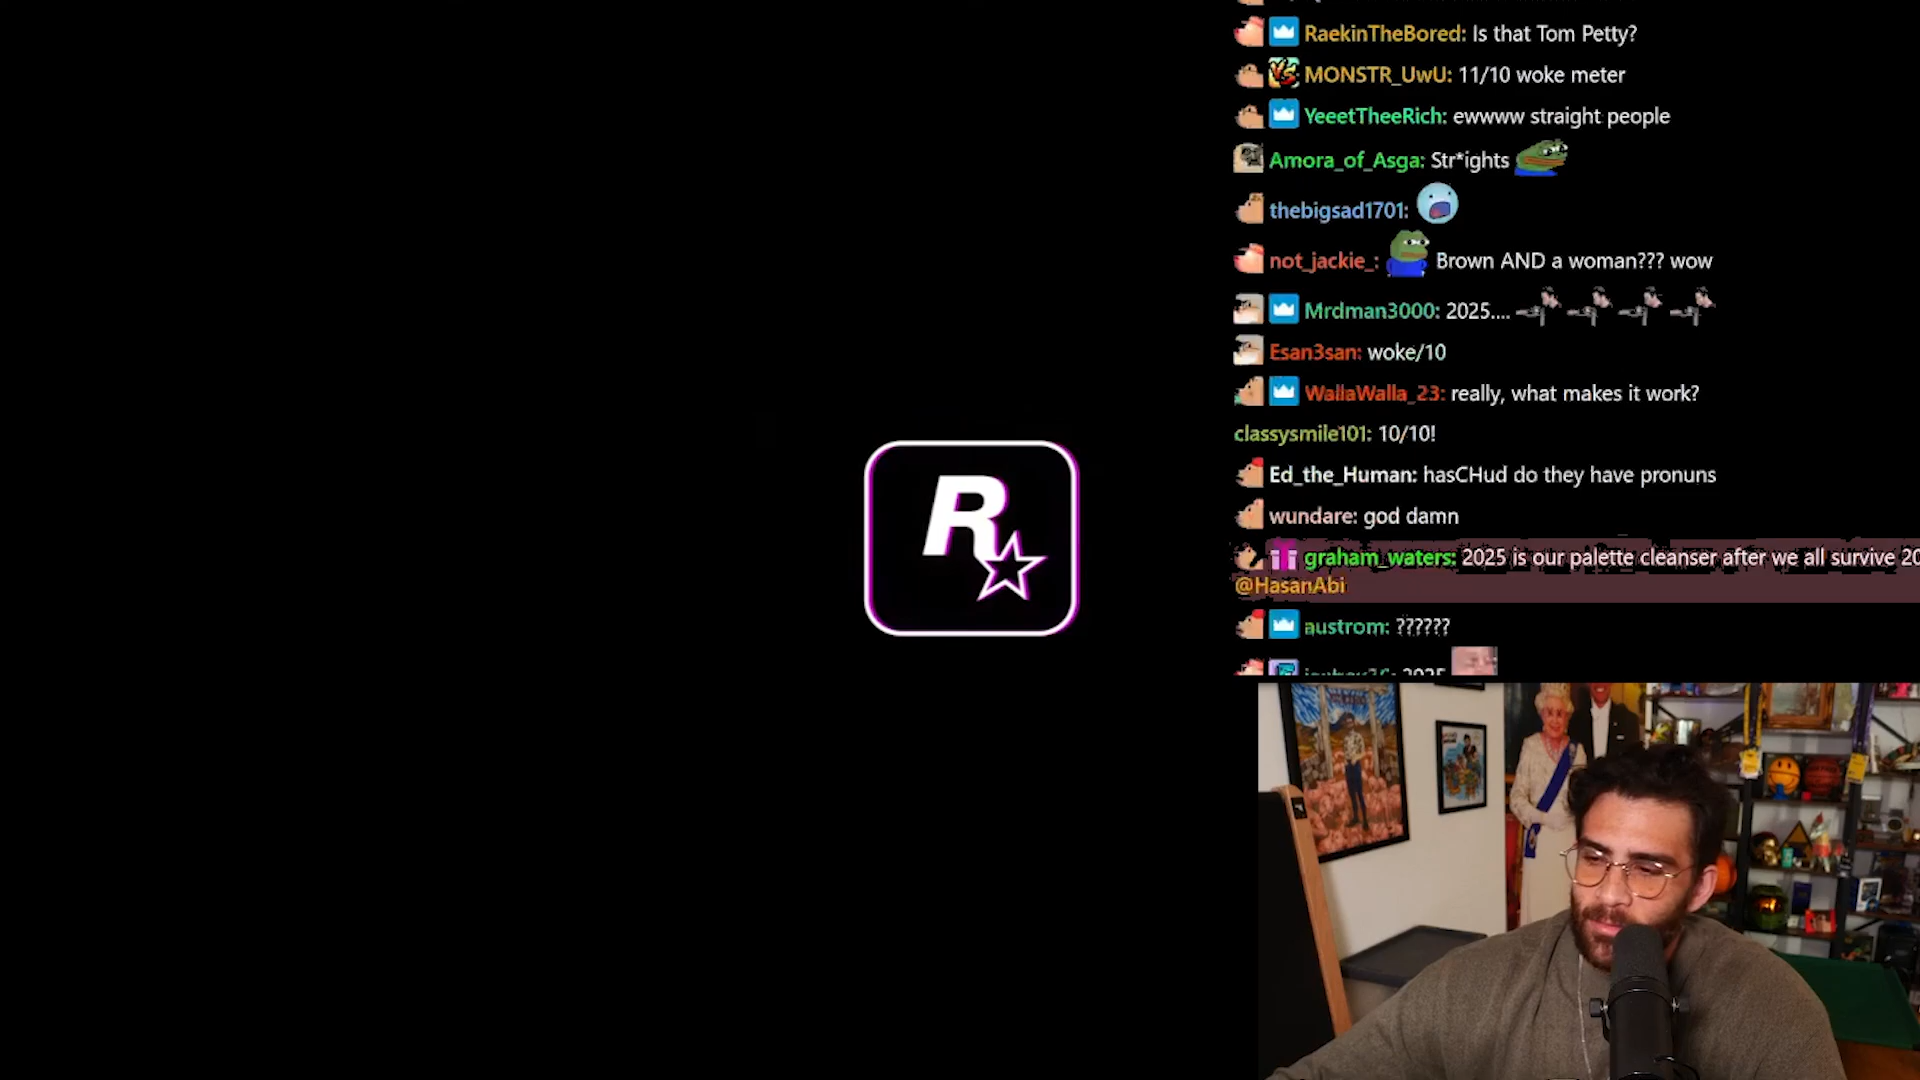 RaekinTheBored: Is that Tom Petty?
MONSTR_UwU: 11/10 woke meter
YeeetTheeRich: ewwww straight people
Amora_of_Asga: Str*ights
thebigsad1701:
not_jackie_: Brown AND a woman??? wow
Mrdman3000: 2025....
Esan3san: woke/10
WallaWalla_23: really, what makes it work?
classysmile101: 10/10!
Ed_the_Human: hasCHud do they have pronuns
wundare: god damn
graham_waters: 2025 is our palette cleanser after we all survive 20
@HasanAbi
austrom: ??????
2025
R